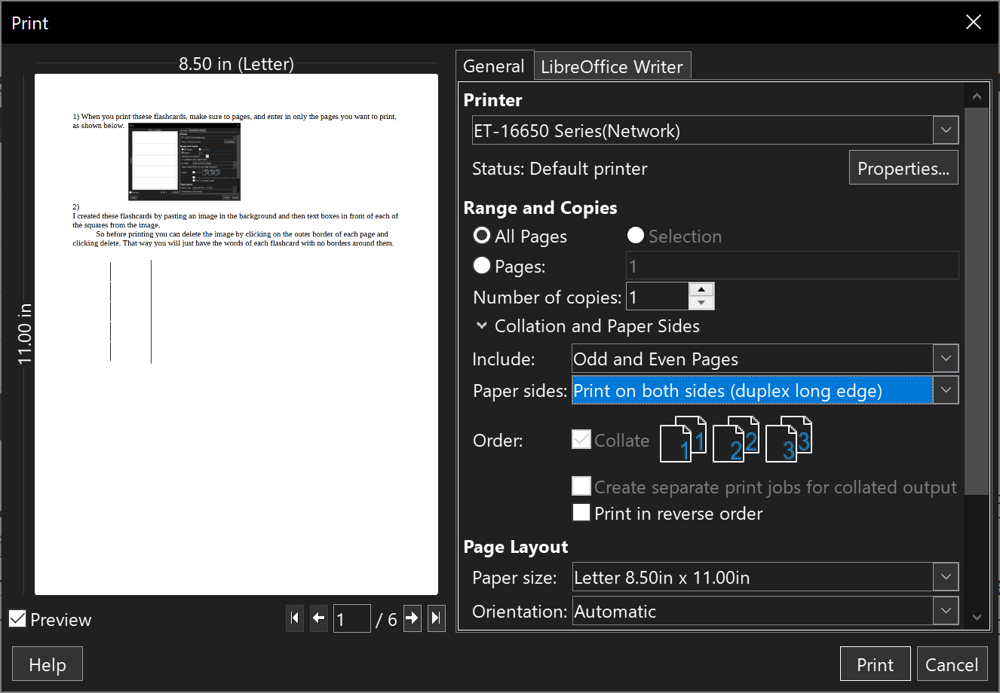 Print
8.50 in (Letter)
11.00 in
1) When you print thsese flashcards, make sure to pages, and enter in only the pages you want to print,
as shown below.
2)
I created these flashcards by pasting an image in the background and then text boxes in front of each of
the squares from the image.
So before printing you can delete the image by clicking on the outer border of each page and
clicking delete. That way you will just have the words of each flashcard with no borders around them.
Preview
1 / 6
Help
General
LibreOffice Writer
Printer
ET-16650 Series(Network)
Status: Default printer
Properties...
Range and Copies
All Pages
Selection
Pages:
1
Number of copies: 1
Collation and Paper Sides
Include: Odd and Even Pages
Paper sides: Print on both sides (duplex long edge)
Order: Collate
1 1 2 2 3 3
Create separate print jobs for collated output
Print in reverse order
Page Layout
Paper size: Letter 8.50in x 11.00in
Orientation: Automatic
Print
Cancel